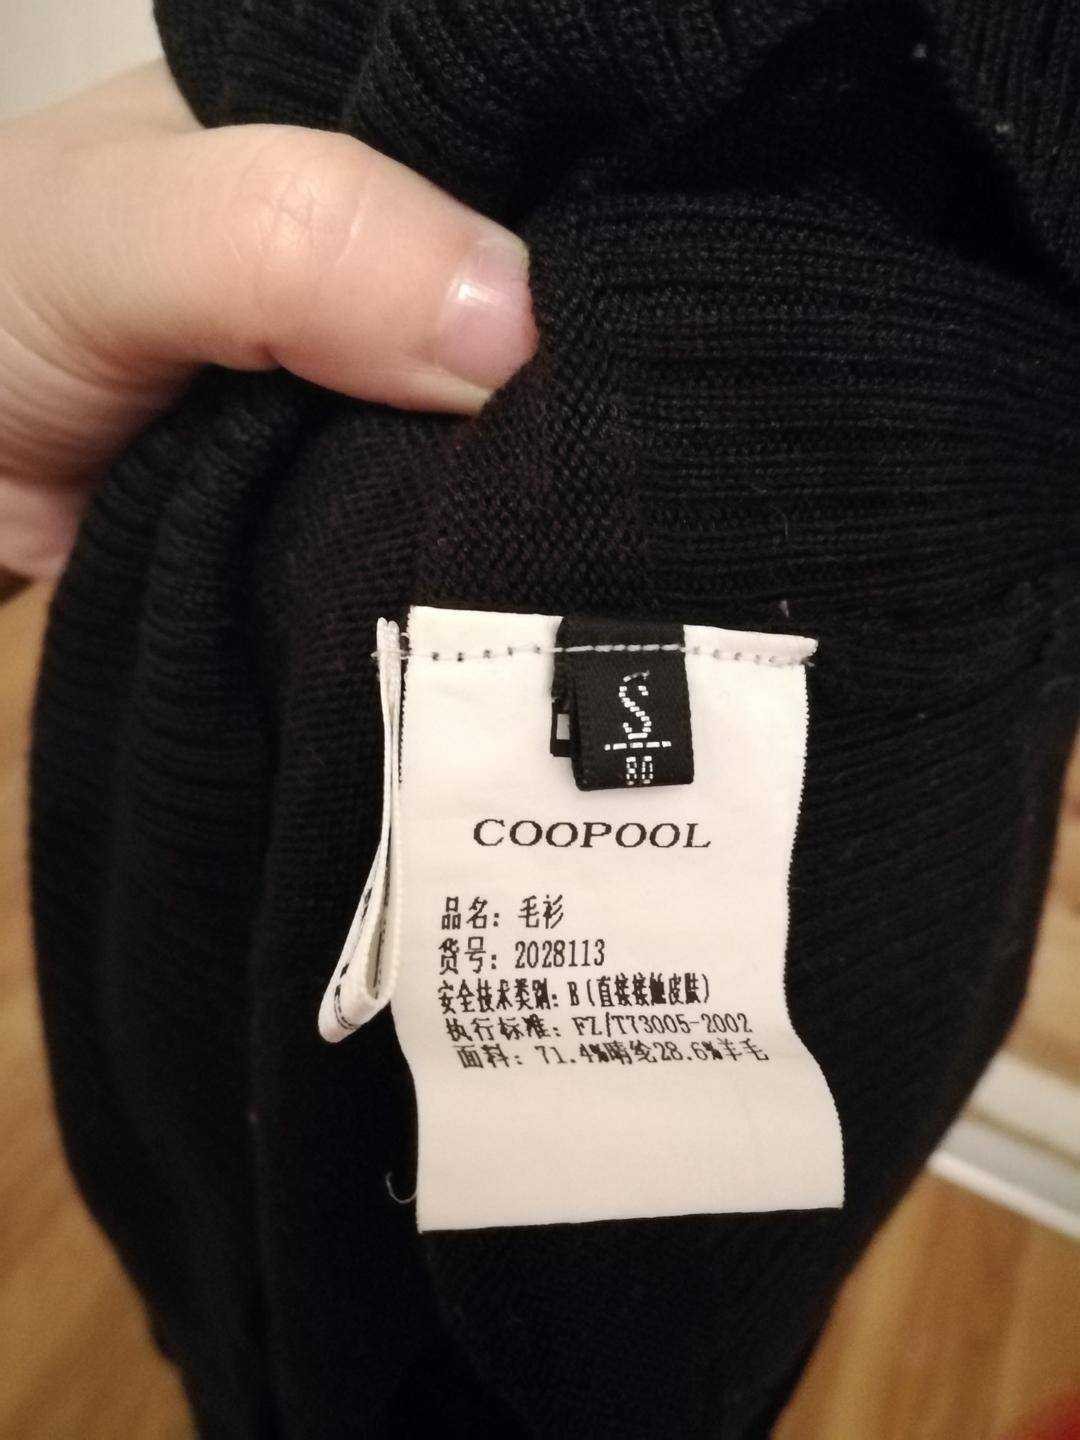 S
80
COOPOOL
品名: 毛衫
货号: 2028113
安全技术类别: B(直接接触皮肤)
执行标准: FZ/T73005-2002
面料: 71.4%晴纶28.6%羊毛